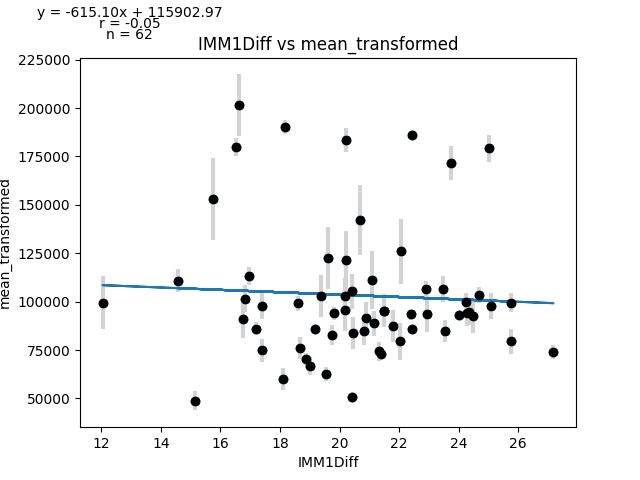 y = -615.10x + 115902.97
r = -0.05
n = 62
IMM1Diff vs mean_transformed
225000
200000
175000
150000
125000
100000
75000
50000
mean_transformed
12 14 16 18 20 22 24 26
IMM1Diff